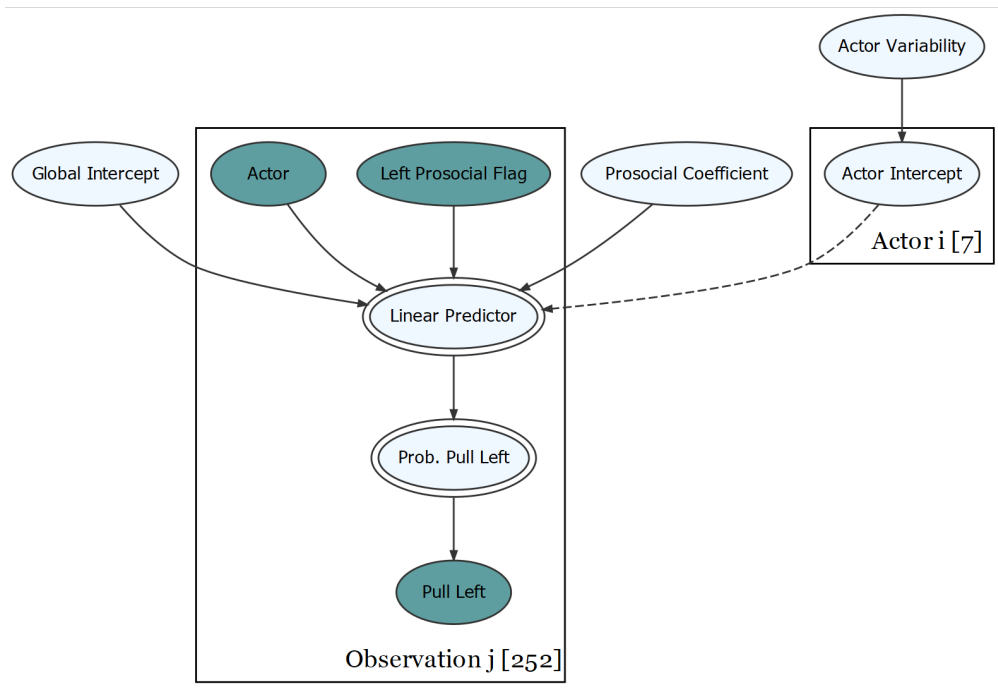 Actor Variability
Global Intercept
Actor
Left Prosocial Flag
Prosocial Coefficient
Actor Intercept
Actor i [7]
Linear Predictor
Prob. Pull Left
Pull Left
Observation j [252]